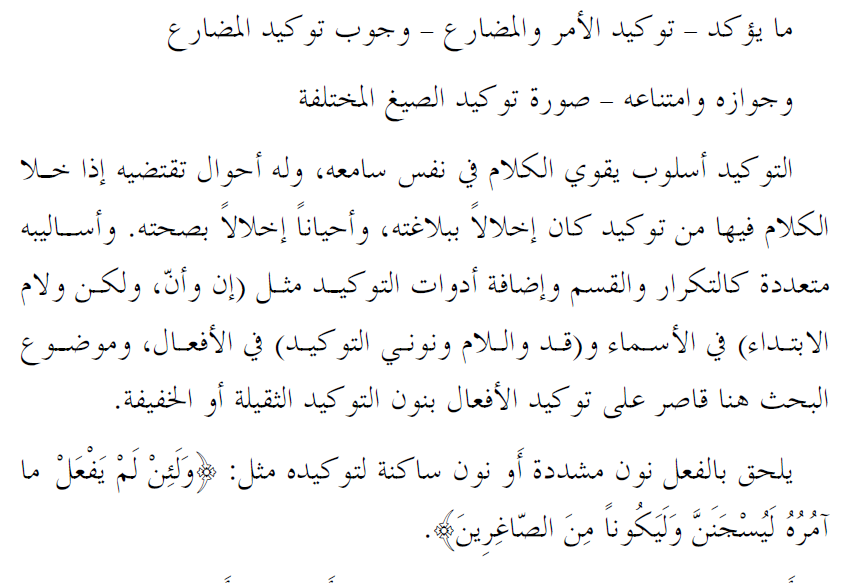 ما يؤكد – توكيد الأمر والمضارع – وجوب توكيد المضارع
وجوازه وامتناعه – صورة توكيد الصيغ المختلفة
التوكيد أسلوب يقوي الكلام في نفس سامعه، وله أحوال تقتضيه إذا خلا
الكلام فيها من توكيد كان إخلالاً ببلاغته، وأحياناً إخلالاً بصحته. وأساليبه
متعددة كالتكرار والقسم وإضافة أدوات التوكيد مثل (إن وأنّ، ولكن ولام
الابتداء) في الأسماء و(قد واللام ونوني التوكيد) في الأفعال، وموضوع
البحث هنا قاصر على توكيد الأفعال بنون التوكيد الثقيلة أو الخفيفة.
يلحق بالفعل نون مشددة أَو نون ساكنة لتوكيده مثل: ﴿وَلَئِنْ لَمْ يَفْعَلْ ما
آمُرُهُ لَيُسْجَنَنَّ وَلَيَكُوناً مِنَ الصّاغِرِينَ﴾.